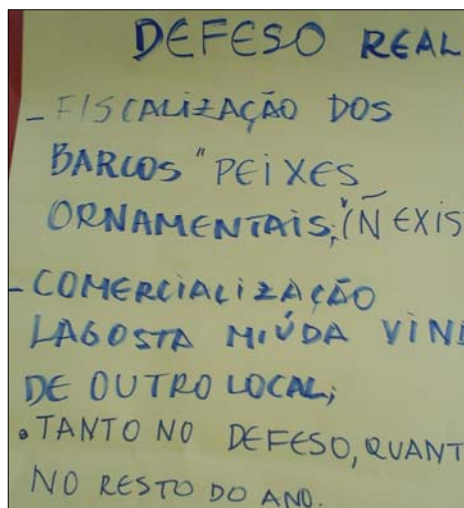 DEFESO REAL
- FISCALIZAÇÃO DOS
BARCOS "PEIXES
ORNAMENTAIS;"(Ñ EXIS
- COMERCIALIZAÇÃO
LAGOSTA MIÚDA VIND
DE OUTRO LOCAL;
• TANTO NO DEFESO, QUANT
NO RESTO DO ANO.